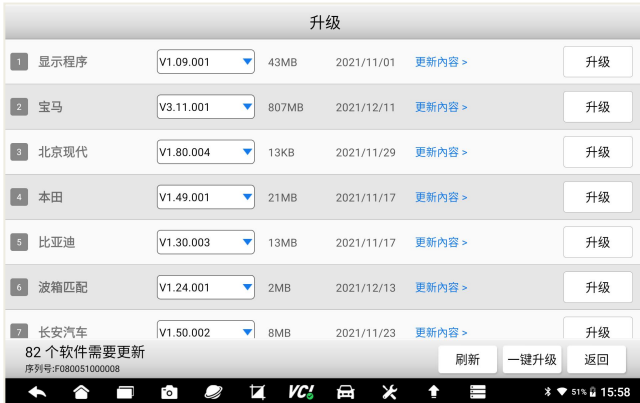 升级
1 显示程序 V1.09.001 43MB 2021/11/01 更新内容 > 升级
2 宝马 V3.11.001 807MB 2021/12/11 更新内容 > 升级
3 北京现代 V1.80.004 13KB 2021/11/29 更新内容 > 升级
4 本田 V1.49.001 21MB 2021/11/17 更新内容 > 升级
5 比亚迪 V1.30.003 13MB 2021/11/17 更新内容 > 升级
6 波箱匹配 V1.24.001 2MB 2021/12/13 更新内容 > 升级
7 长安汽车 V1.50.002 8MB 2021/11/23 更新内容 > 升级
82 个软件需要更新 刷新 一键升级 返回
序列号:F080051000008
VC! 51% 15:58